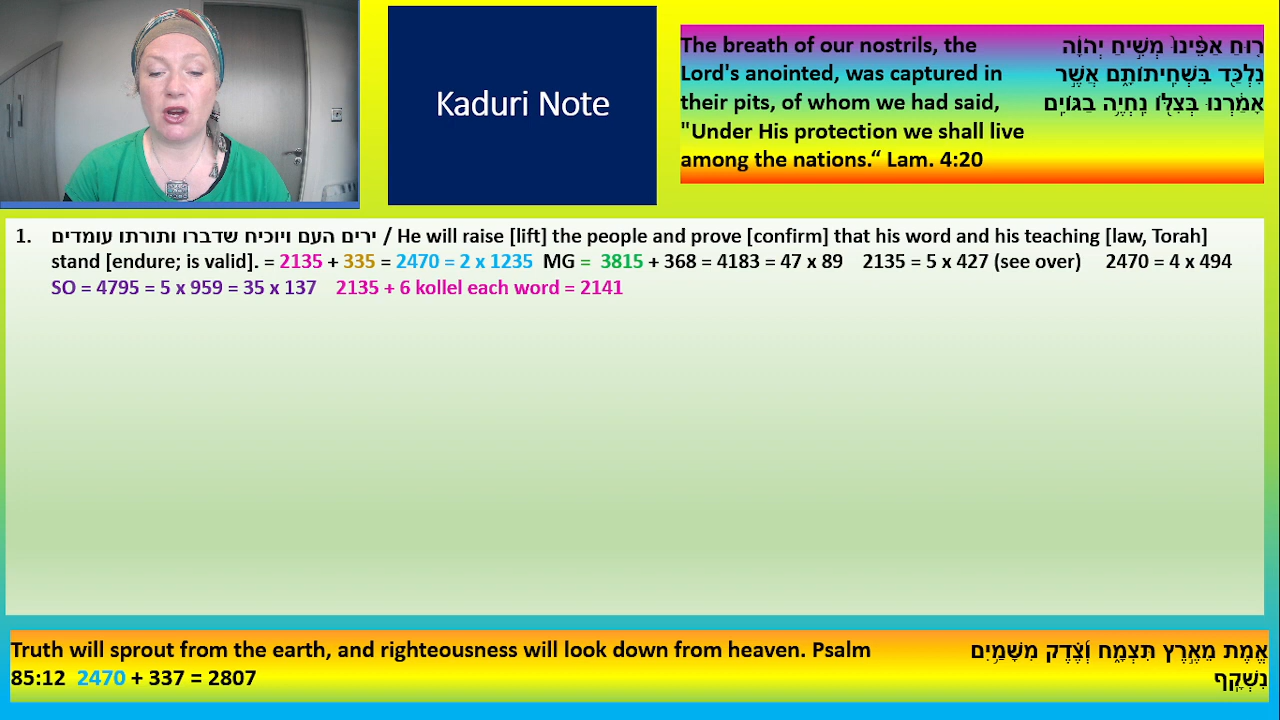 Kaduri Note
The breath of our nostrils, the
Lord's anointed, was captured in
their pits, of whom we had said,
"Under His protection we shall live
among the nations.“ Lam. 4:20
ר֤וּחַ אַפֵּ֙ינוּ֙ מְשִׁ֣יחַ יְהוָ֔ה
נִלְכַּ֖ד בִּשְׁחִֽיתוֹתָ֑ם אֲשֶׁ֣ר
אָמַ֔רְנוּ בְּצִלּ֖וֹ נִֽחְיֶ֥ה בַגּוֹיִֽם
1. ירים העם ויוכיח שדברו ותורתו עומדים / He will raise [lift] the people and prove [confirm] that his word and his teaching [law, Torah]
stand [endure; is valid]. = 2135 + 335 = 2470 = 2 x 1235 MG = 3815 + 368 = 4183 = 47 x 89 2135 = 5 x 427 (see over) 2470 = 4 x 494
SO = 4795 = 5 x 959 = 35 x 137 2135 + 6 kollel each word = 2141
Truth will sprout from the earth, and righteousness will look down from heaven. Psalm
85:12 2470 + 337 = 2807
אֱ֭מֶת מֵאֶ֣רֶץ תִּצְמָ֑ח וְ֝צֶ֗דֶק מִשָּׁמַ֥יִם
נִשְׁקָֽף